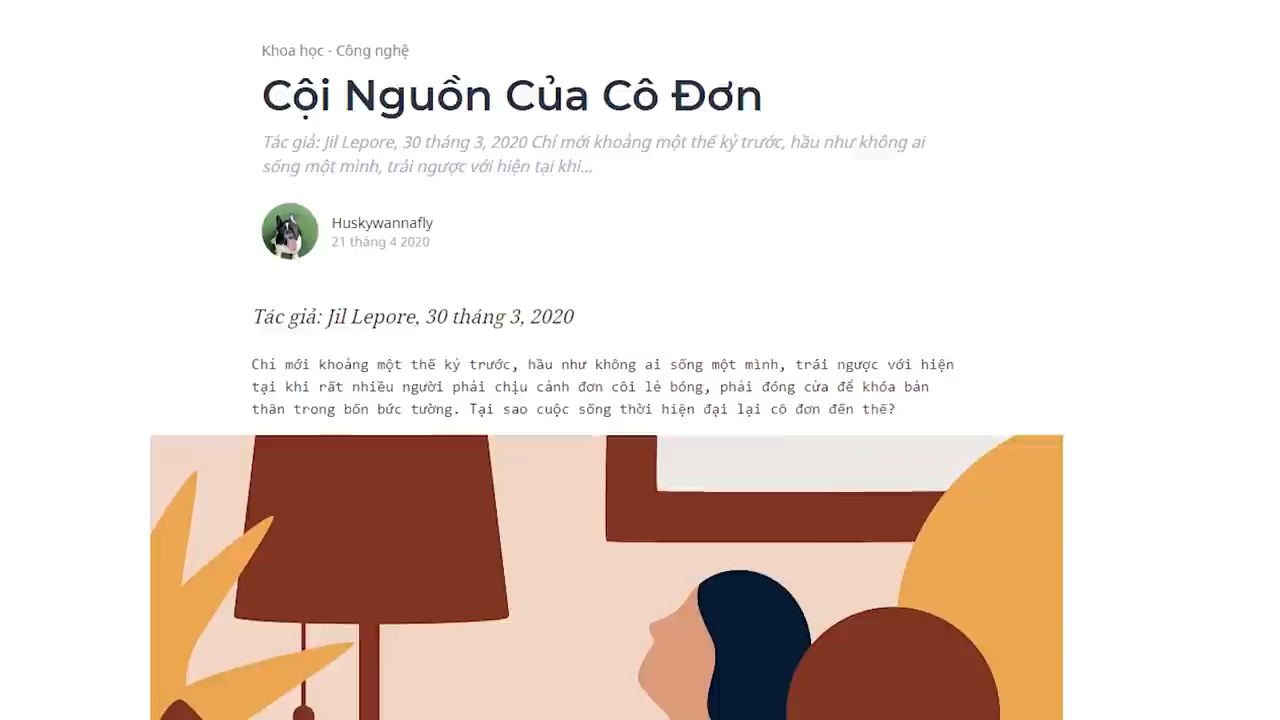 Khoa học - Công nghệ
Cội Nguồn Của Cô Đơn
Tác giả: Jil Lepore, 30 tháng 3, 2020 Chỉ mới khoảng một thế kỷ trước, hầu như không ai
sống một mình, trái ngược với hiện tại khi...
Huskywannafly
21 tháng 4 2020
Tác giả: Jil Lepore, 30 tháng 3, 2020
Chỉ mới khoảng một thế kỷ trước, hầu như không ai sống một mình, trái ngược với hiện
tại khi rất nhiều người phải chịu cảnh đơn côi lẻ bóng, phải đóng cửa để khóa bản
thân trong bốn bức tường. Tại sao cuộc sống thời hiện đại lại cô đơn đến thế?